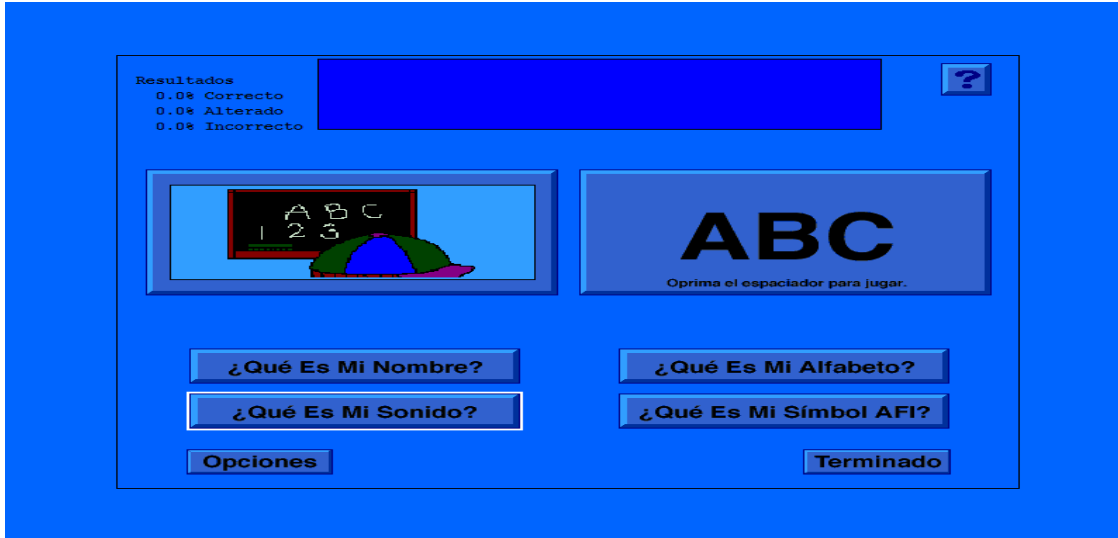 Resultados
0.0% Correcto
0.0% Alterado
0.0% Incorrecto
?
A B C
1 2 3
ABC
Oprima el espaciador para jugar.
¿Qué Es Mi Nombre?
¿Qué Es Mi Alfabeto?
¿Qué Es Mi Sonido?
¿Qué Es Mi Símbol AFI?
Opciones
Terminado